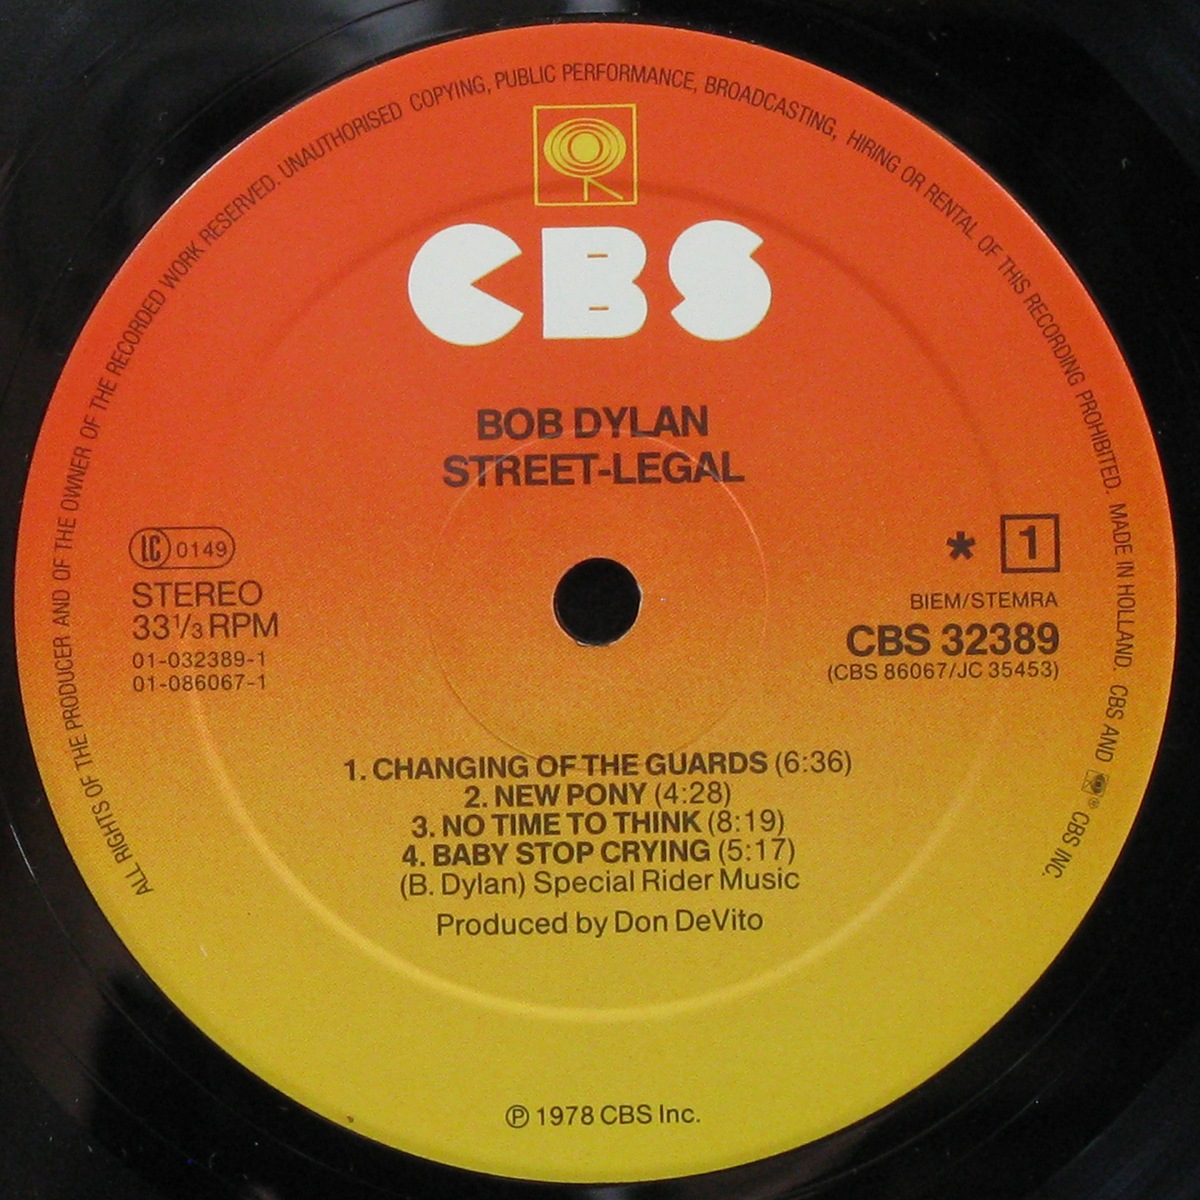 ALL RIGHTS OF THE PRODUCER AND OF THE OWNER OF THE RECORDED WORK RESERVED. UNAUTHORISED COPYING, PUBLIC PERFORMANCE, BROADCASTING, HIRING OR RENTAL OF THIS RECORDING PROHIBITED. MADE IN HOLLAND. CBS AND ® CBS INC.
CBS
BOB DYLAN
STREET-LEGAL
LC 0149
STEREO
33 1/3 RPM
01-032389-1
01-086067-1
* 1
BIEM/STEMRA
CBS 32389
(CBS 86067/JC 35453)
1. CHANGING OF THE GUARDS (6:36)
2. NEW PONY (4:28)
3. NO TIME TO THINK (8:19)
4. BABY STOP CRYING (5:17)
(B. Dylan) Special Rider Music
Produced by Don DeVito
℗ 1978 CBS Inc.